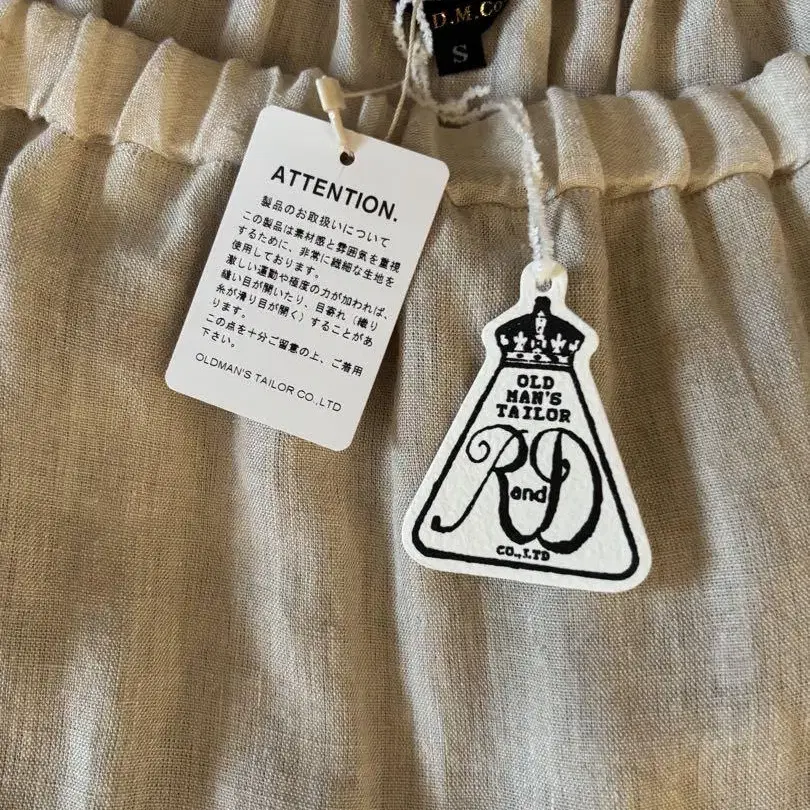 D.M.Co
S
ATTENTION.
製品のお取扱いについて
この製品は素材感と雰囲気を重視
するために、非常に繊細な生地を
使用しております。
激しい運動や極度の力が加われば、
縫い目が開いたり、目寄れ（織り
糸が滑り目が開く）することがあ
ります。
この点を十分ご留意の上、ご着用
下さい。
OLDMAN'S TAILOR CO.,LTD
OLD
MAN'S
TAILOR
R and D
CO.,LTD